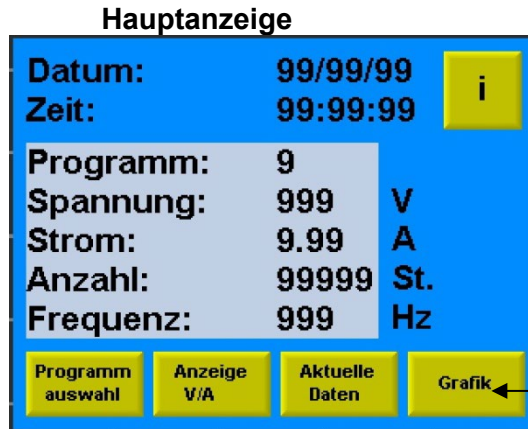 Hauptanzeige
Datum: 99/99/99
i
Zeit: 99:99:99
Programm: 9
Spannung: 999 V
Strom: 9.99 A
Anzahl: 99999 St.
Frequenz: 999 Hz
Programm auswahl
Anzeige V/A
Aktuelle Daten
Grafik